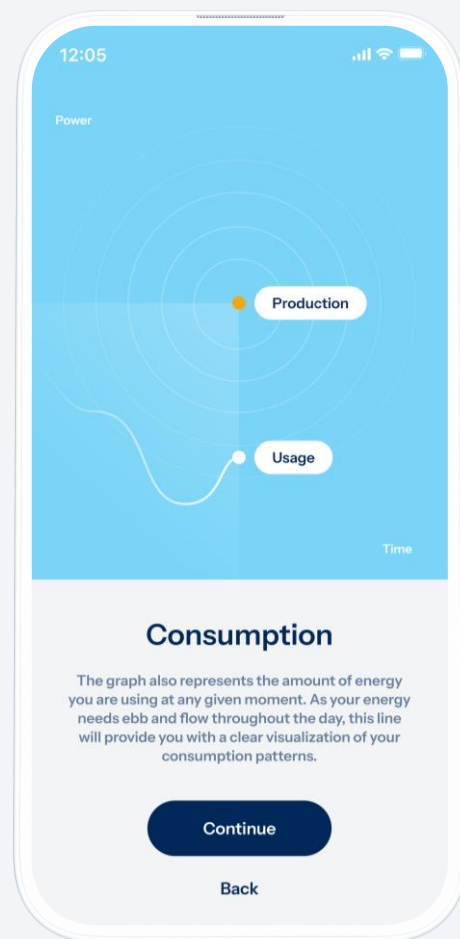 12:05
Power
Production
Usage
Time
Consumption
The graph also represents the amount of energy
you are using at any given moment. As your energy
needs ebb and flow throughout the day, this line
will provide you with a clear visualization of your
consumption patterns.
Continue
Back